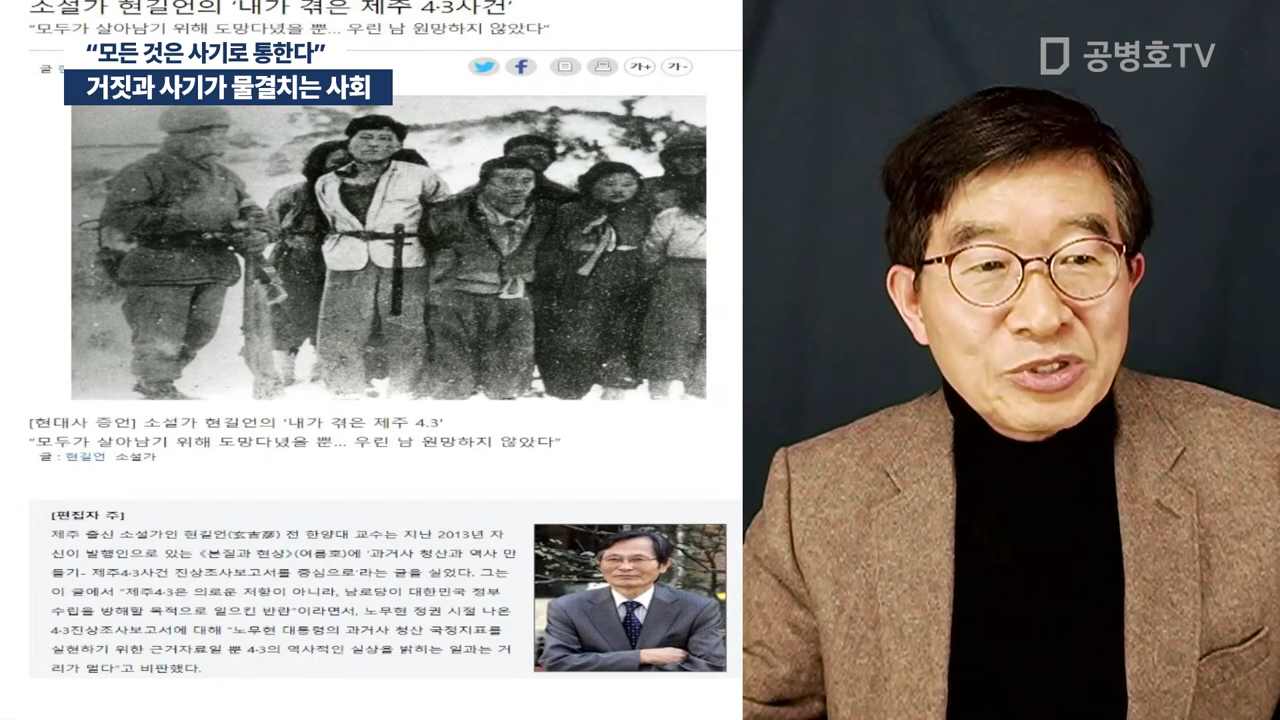 소설가 현길언의 '내가 겪은 제주 4·3사건'
"모두가 살아남기 위해 도망다녔을 뿐... 우린 남 원망하지 않았다"
글
"모든 것은 사기로 통한다"
거짓과 사기가 물결치는 사회
가+ 가-
공병호TV
[현대사 증언] 소설가 현길언의 '내가 겪은 제주 4.3'
"모두가 살아남기 위해 도망다녔을 뿐... 우린 남 원망하지 않았다"
글 : 현길언 소설가
[편집자 주]
제주 출신 소설가인 현길언(玄吉彦) 전 한양대 교수는 지난 2013년 자
신이 발행인으로 있는 《본질과 현상》(여름호)에 '과거사 청산과 역사 만
들기- 제주4·3사건 진상조사보고서를 중심으로'라는 글을 실었다. 그는
이 글에서 "제주4·3은 의로운 저항이 아니라, 남로당이 대한민국 정부
수립을 방해할 목적으로 일으킨 반란"이라면서, 노무현 정권 시절 나온
4·3진상조사보고서에 대해 "노무현 대통령의 과거사 청산 국정지표를
실현하기 위한 근거자료일 뿐 4·3의 역사적인 실상을 밝히는 일과는 거
리가 멀다"고 비판했다.